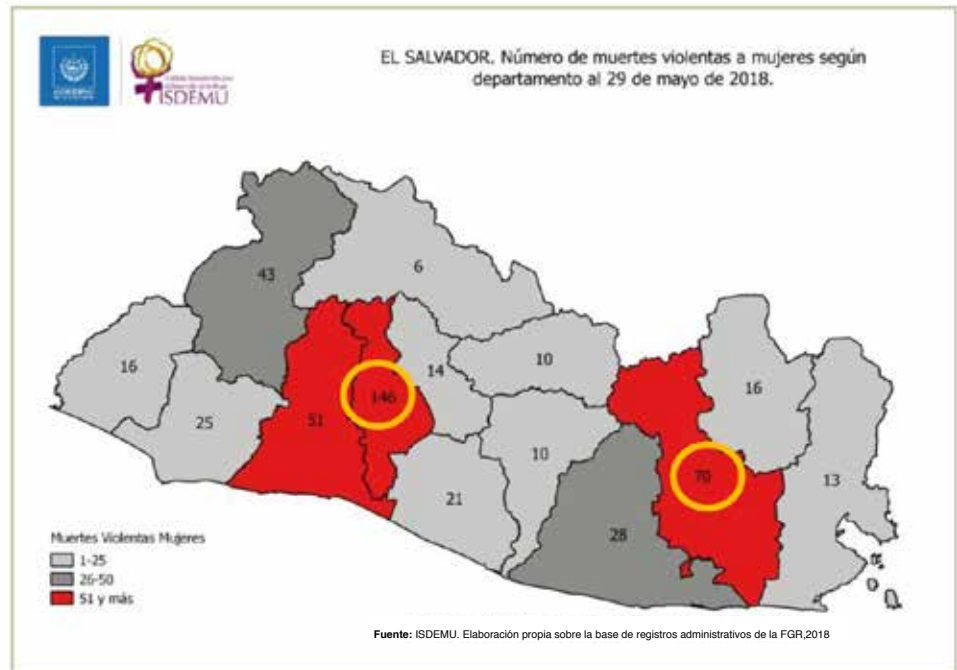 ISDEMU
EL SALVADOR, Número de muertes violentas a mujeres según
departamento al 29 de mayo de 2018.
43
6
16
25
51
146
14
10
10
21
28
70
16
13
Muertes Violentas Mujeres
1-25
26-50
51 y más
Fuente: ISDEMU. Elaboración propia sobre la base de registros administrativos de la FGR,2018